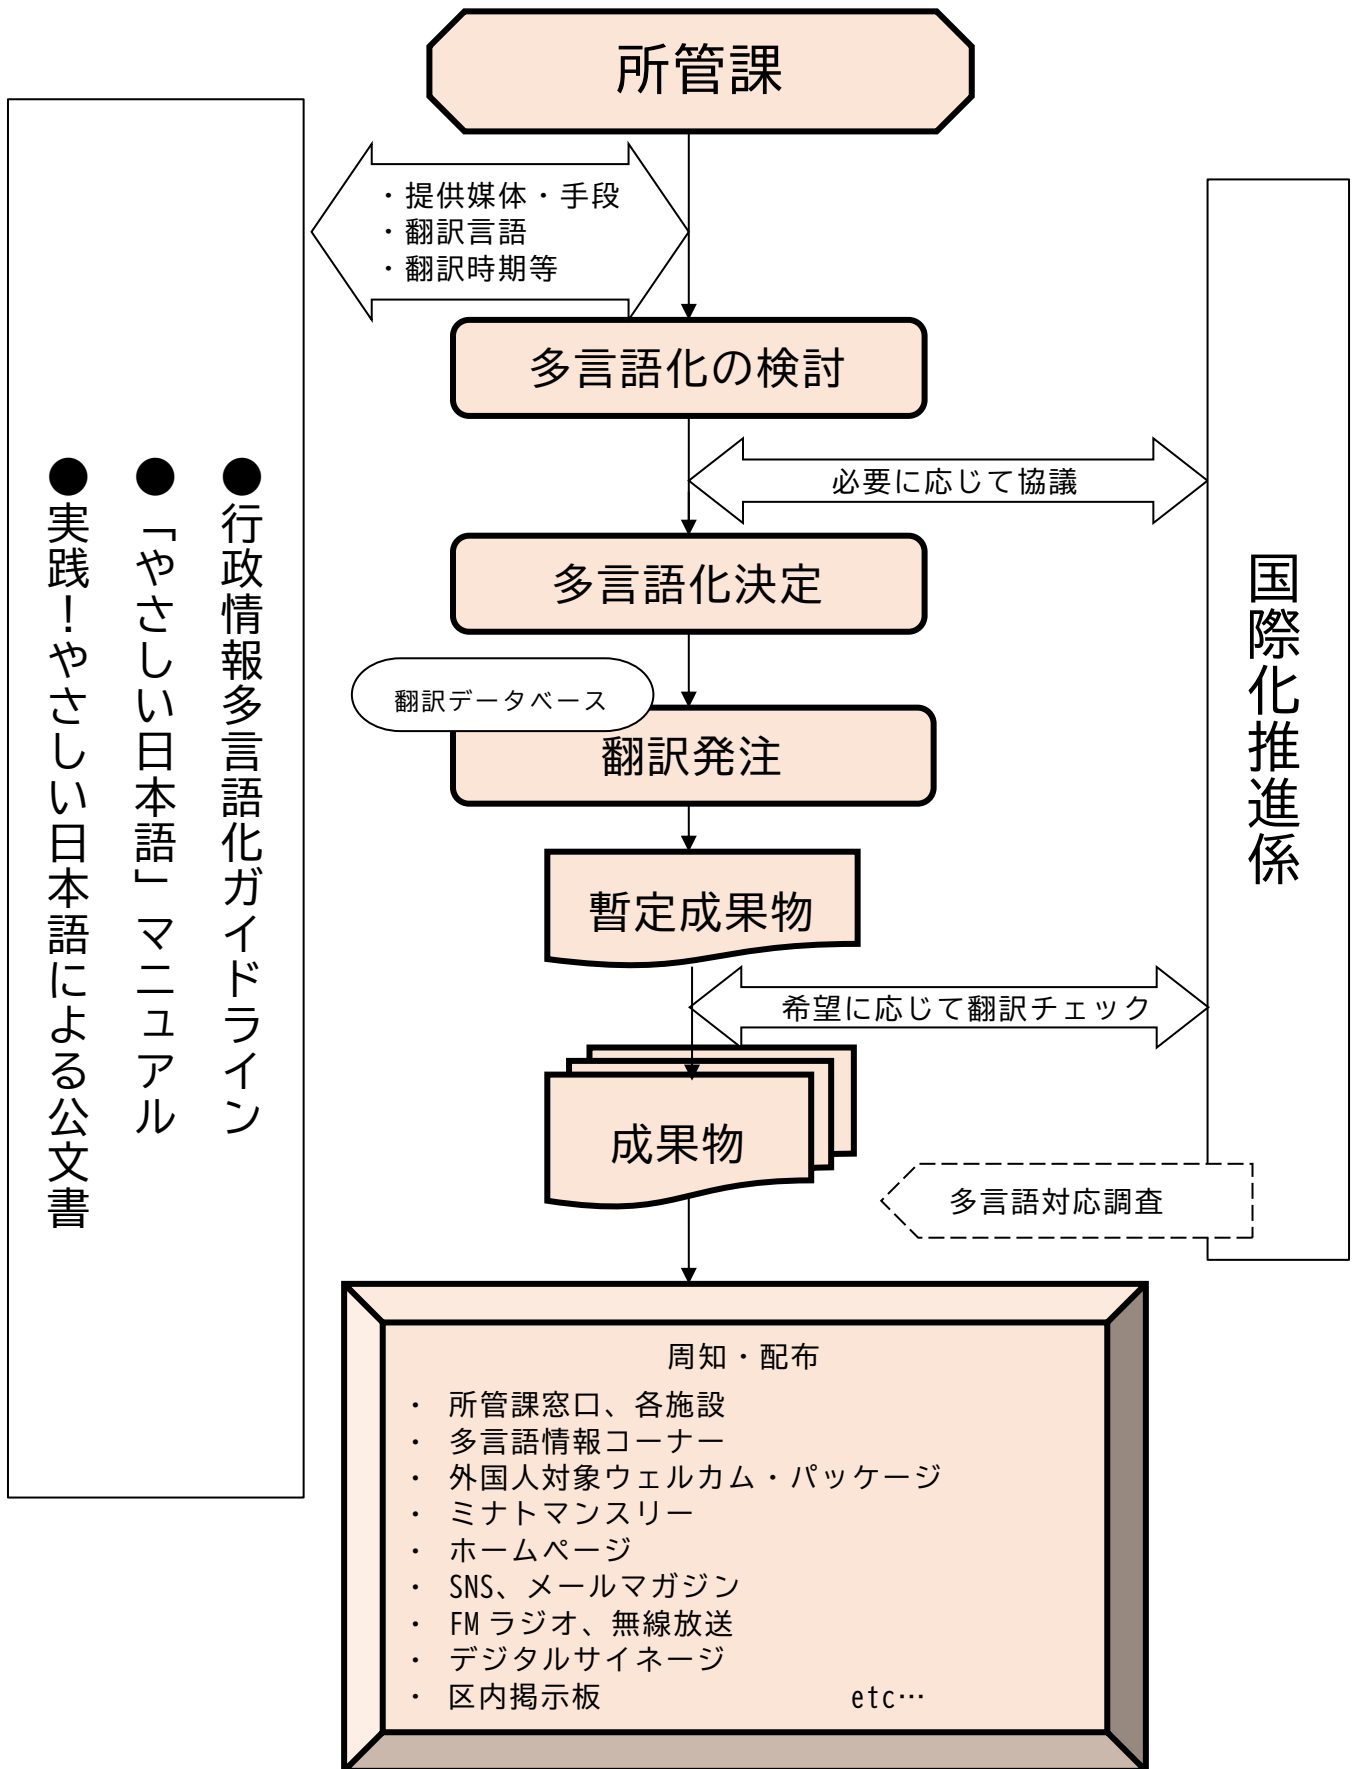 所管課
・提供媒体・手段
・翻訳言語
・翻訳時期等
多言語化の検討
必要に応じて協議
●行政情報多言語化ガイドライン
●「やさしい日本語」マニュアル
●実践！やさしい日本語による公文書
国際化推進係
多言語化決定
翻訳データベース
翻訳発注
暫定成果物
希望に応じて翻訳チェック
成果物
多言語対応調査
周知・配布
・ 所管課窓口、各施設
・ 多言語情報コーナー
・ 外国人対象ウェルカム・パッケージ
・ ミナトマンスリー
・ ホームページ
・ SNS、メールマガジン
・ FMラジオ、無線放送
・ デジタルサイネージ
・ 区内掲示板 etc…